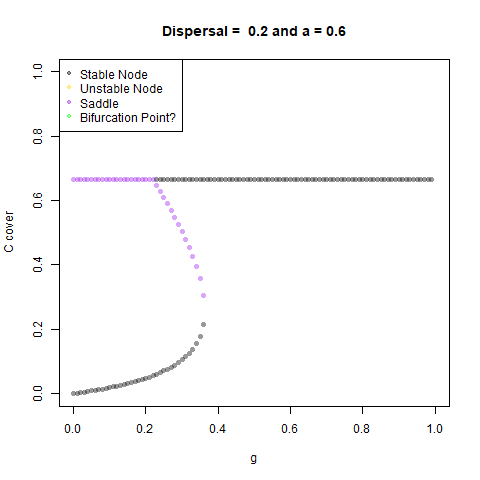 Dispersal =  0.2 and a = 0.6
Stable Node
Unstable Node
Saddle
Bifurcation Point?
C cover
1.0
0.8
0.6
0.4
0.2
0.0
0.0 0.2 0.4 0.6 0.8 1.0
g